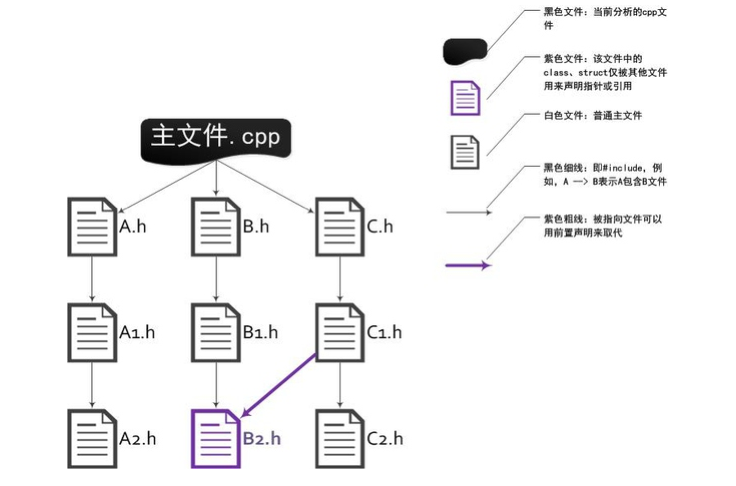 黑色文件: 当前分析的cpp文
件
紫色文件: 该文件中的
class、struct仅被其他文件
用来声明指针或引用
白色文件: 普通主文件
黑色细线: 即#include, 例
如, A —> B表示A包含B文件
紫色粗线: 被指向文件可以
用前置声明来取代
主文件.cpp
A.h
B.h
C.h
A1.h
B1.h
C1.h
A2.h
B2.h
C2.h